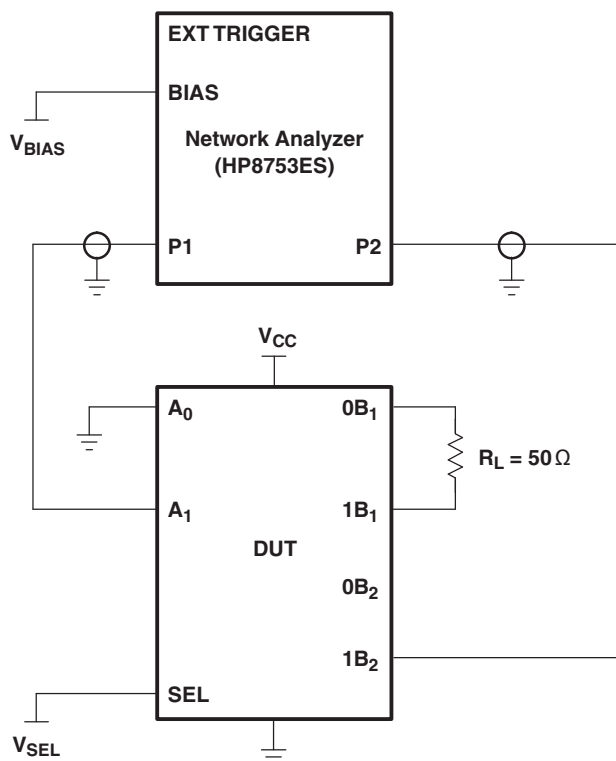 EXT TRIGGER
BIAS
V_BIAS
Network Analyzer
(HP8753ES)
P1
P2
V_CC
A_0
0B_1
R_L = 50 Ω
A_1
1B_1
DUT
0B_2
1B_2
SEL
V_SEL